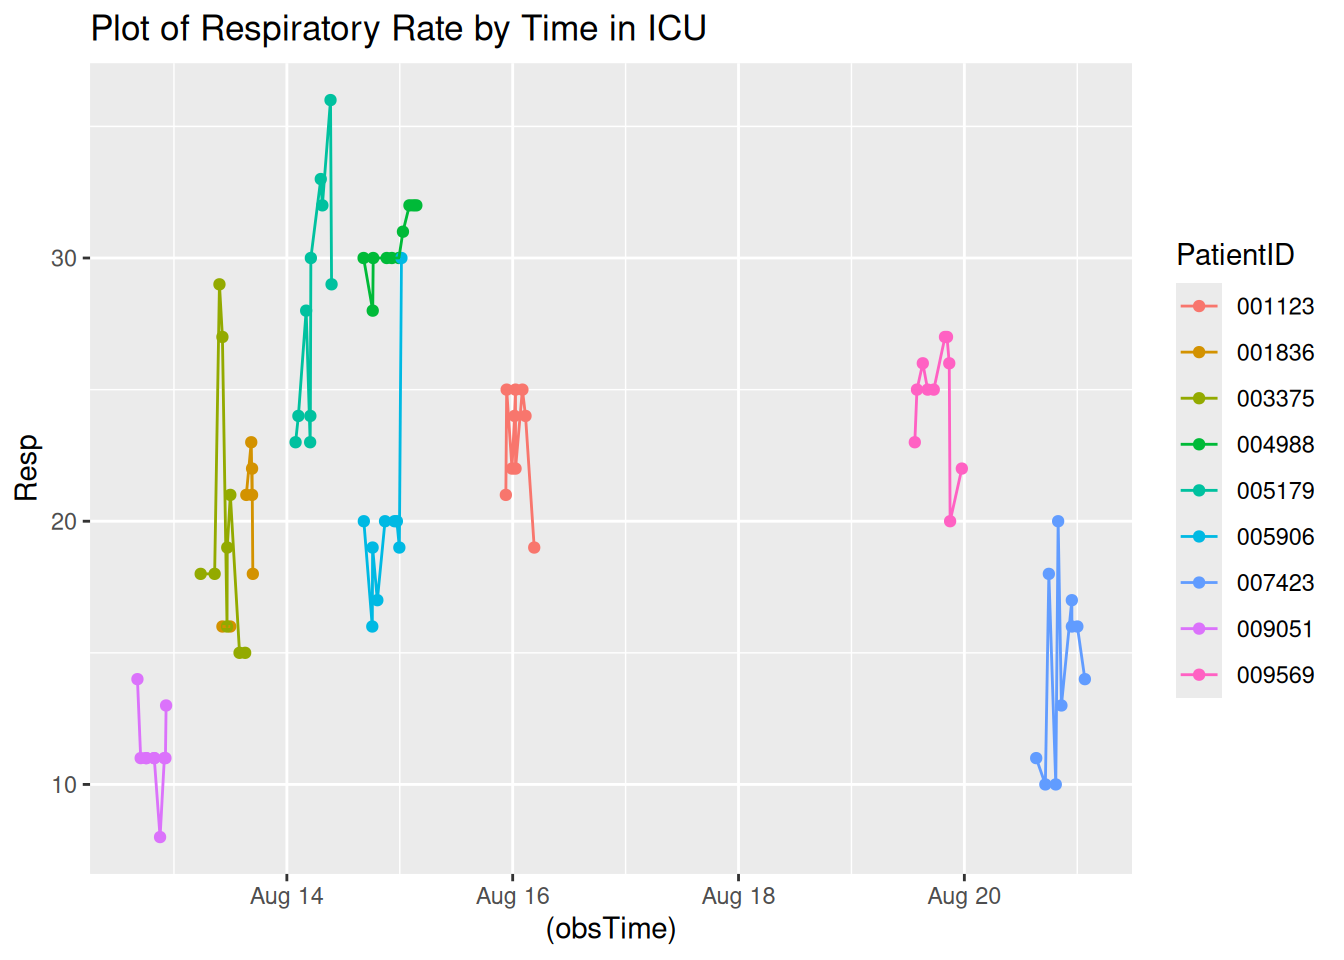 Plot of Respiratory Rate by Time in ICU
Resp
30
20
10
Aug 14
Aug 16
Aug 18
Aug 20
(obsTime)
PatientID
001123
001836
003375
004988
005179
005906
007423
009051
009569